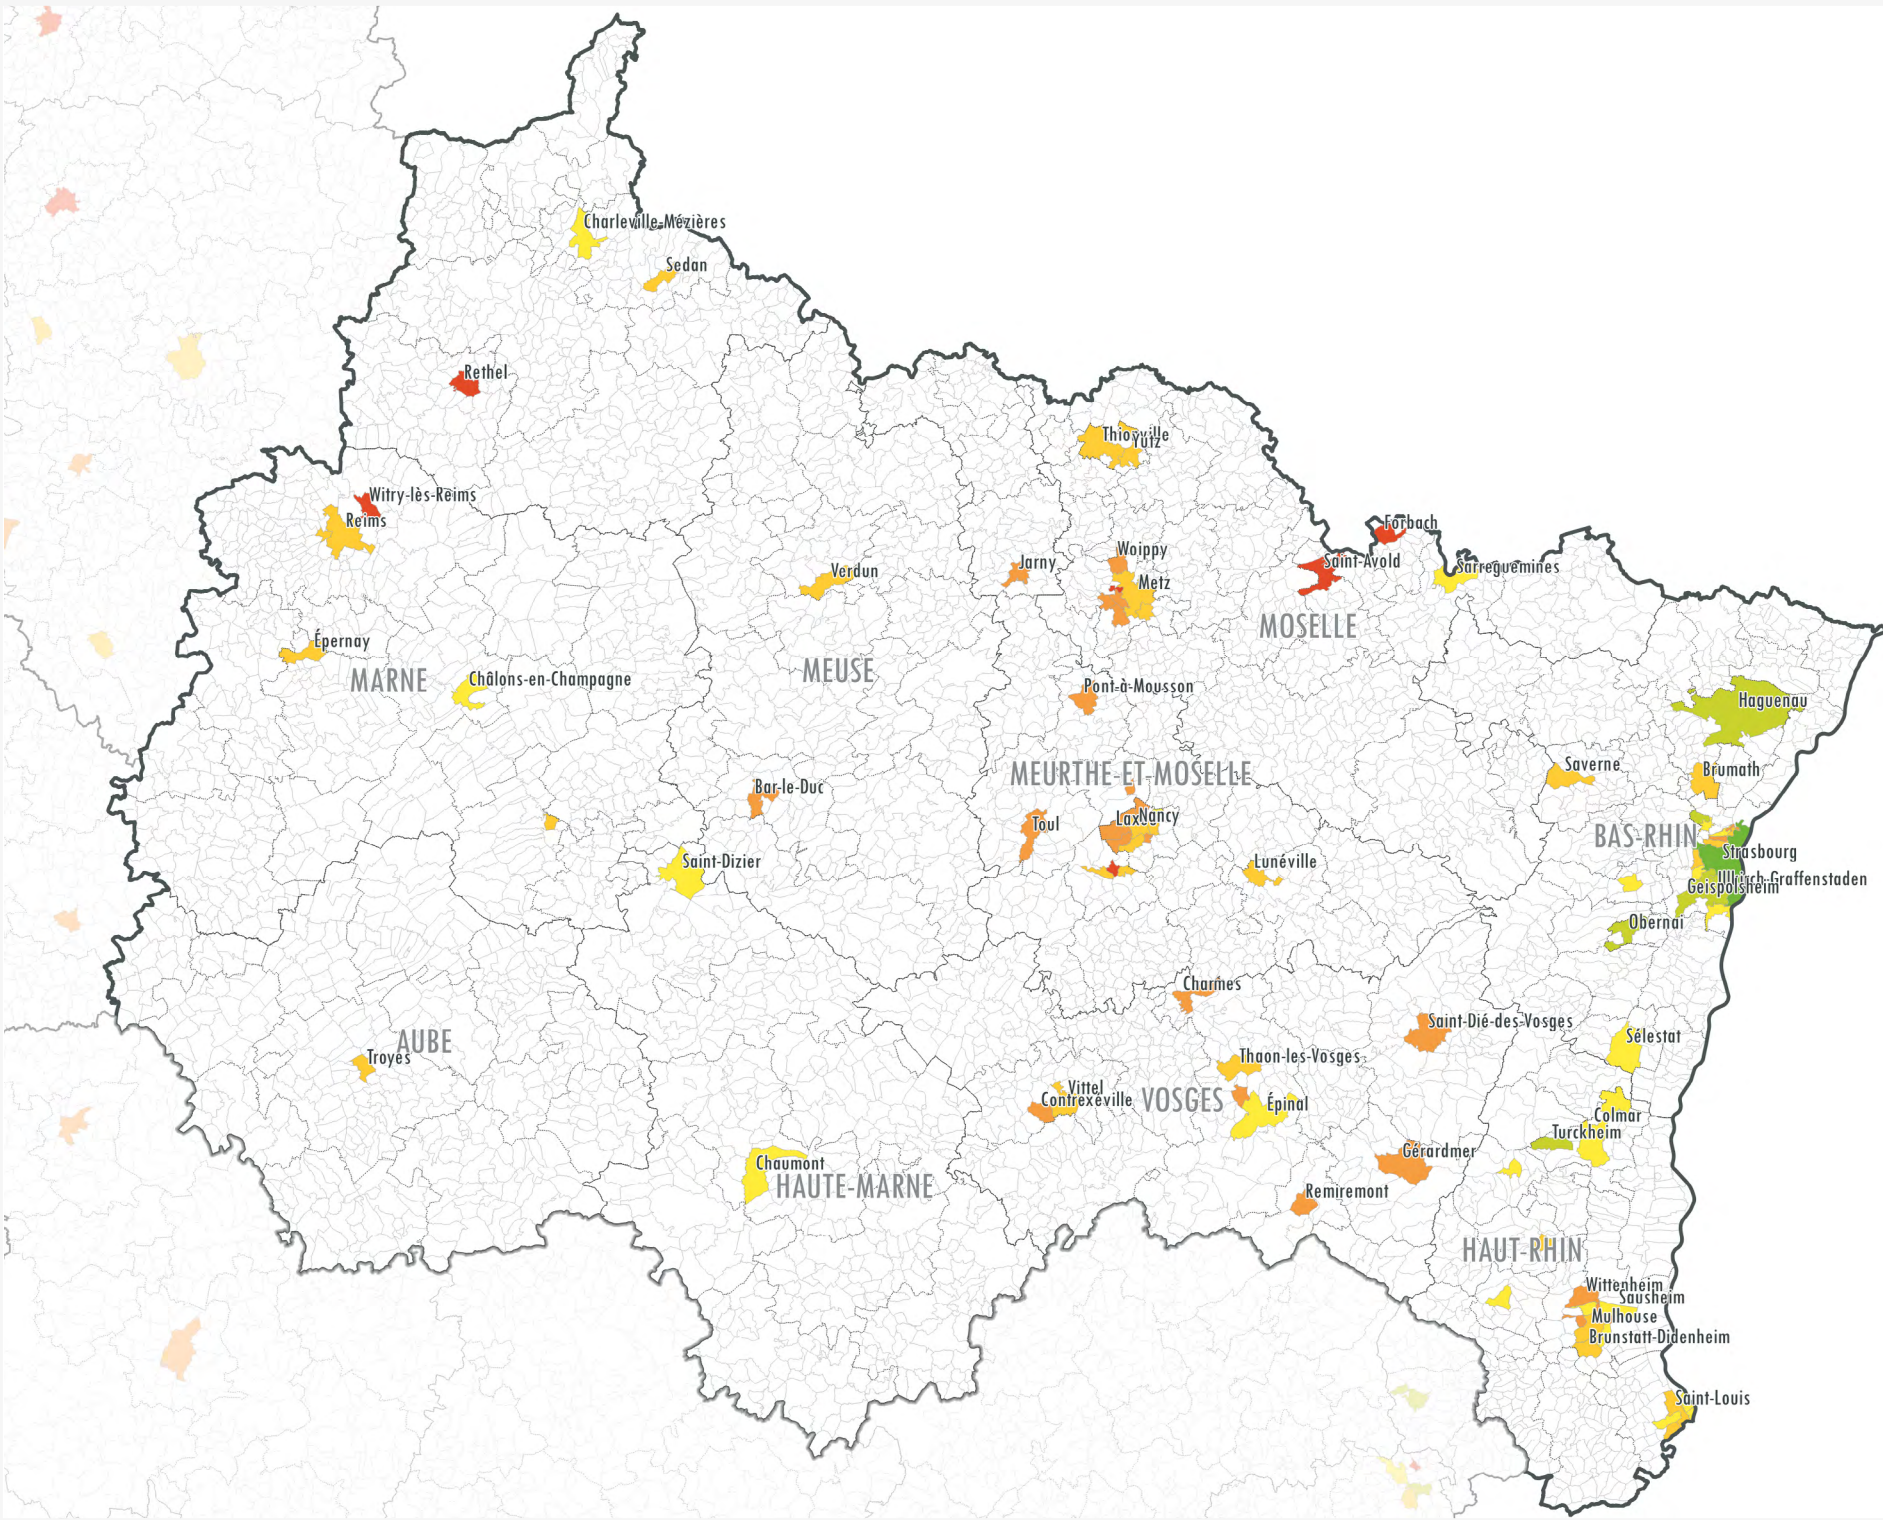 Charleville-Mézières
Sedan
Rethel
Thionville
Yutz
Witry-lès-Reims
Reims
Forbach
Woippy
Jarny
Saint-Avold
Sarreguemines
Verdun
Metz
MOSELLE
Épernay
MARNE
Châlons-en-Champagne
MEUSE
Pont-à-Mousson
Haguenau
MEURTHE-ET-MOSELLE
Saverne
Brumath
Bar-le-Duc
Toul
Laxou
Nancy
BAS-RHIN
Strasbourg
Saint-Dizier
Lunéville
Illkirch-Graffenstaden
Geispolsheim
Obernai
Charmes
Saint-Dié-des-Vosges
AUBE
Troyes
Sélestat
Thaon-les-Vosges
Vittel
Contrexéville
VOSGES
Épinal
Colmar
Turckheim
Gérardmer
Chaumont
HAUTE-MARNE
Remiremont
HAUT-RHIN
Wittenheim
Sausheim
Mulhouse
Brunstatt-Didenheim
Saint-Louis